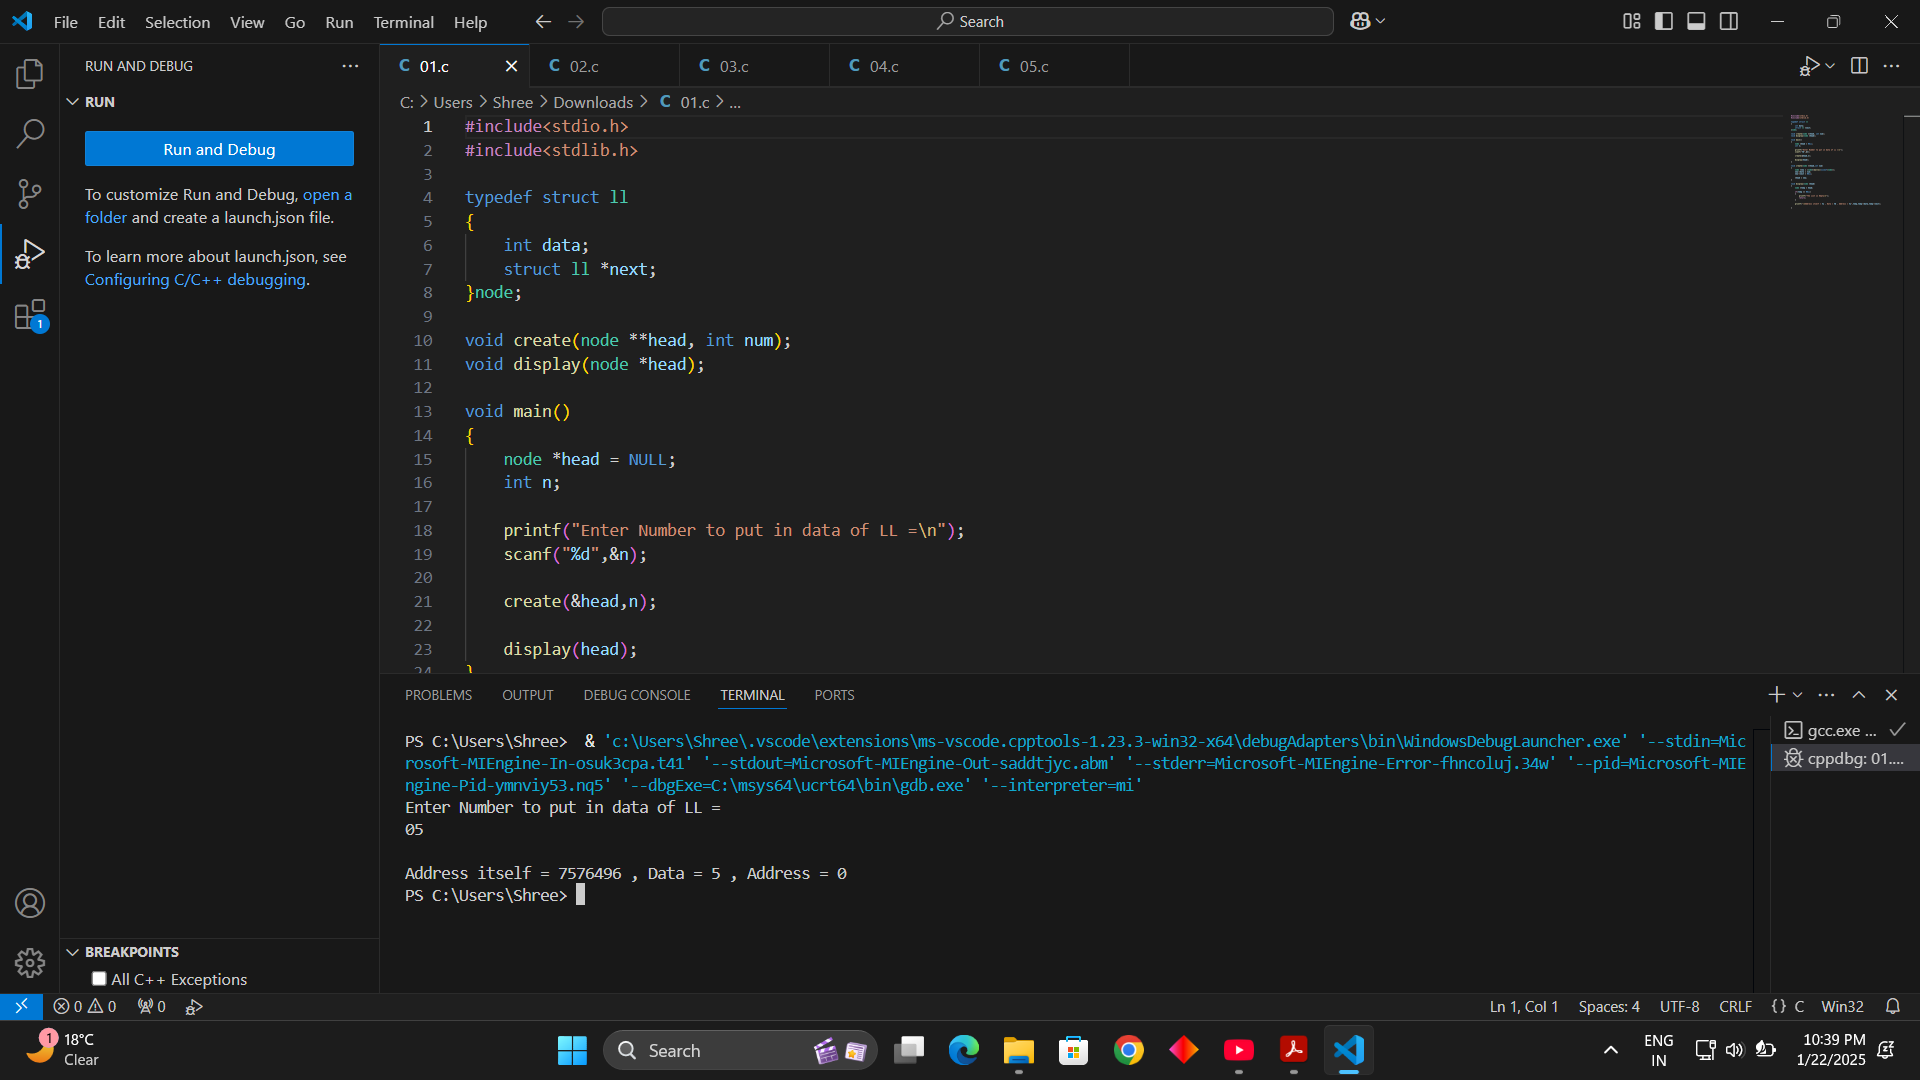 File Edit Selection View Go Run Terminal Help
Search
RUN AND DEBUG
RUN
Run and Debug
To customize Run and Debug, open a
folder and create a launch.json file.
To learn more about launch.json, see
Configuring C/C++ debugging.
1
BREAKPOINTS
All C++ Exceptions
C 01.c
C 02.c
C 03.c
C 04.c
C 05.c
C: > Users > Shree > Downloads > C 01.c > ...
1 #include<stdio.h>
2 #include<stdlib.h>
3
4 typedef struct ll
5 {
6 int data;
7 struct ll *next;
8 }node;
9
10 void create(node **head, int num);
11 void display(node *head);
12
13 void main()
14 {
15 node *head = NULL;
16 int n;
17
18 printf("Enter Number to put in data of LL =\n");
19 scanf("%d",&n);
20
21 create(&head,n);
22
23 display(head);
24 }
PROBLEMS OUTPUT DEBUG CONSOLE TERMINAL PORTS
PS C:\Users\Shree>  & 'c:\Users\Shree\.vscode\extensions\ms-vscode.cpptools-1.23.3-win32-x64\debugAdapters\bin\WindowsDebugLauncher.exe' '--stdin=Mic
rosoft-MIEngine-In-osuk3cpa.t41' '--stdout=Microsoft-MIEngine-Out-saddtjyc.abm' '--stderr=Microsoft-MIEngine-Error-fhncoluj.34w' '--pid=Microsoft-MIE
ngine-Pid-ymnviy53.nq5' '--dbgExe=C:\msys64\ucrt64\bin\gdb.exe' '--interpreter=mi'
Enter Number to put in data of LL =
05
Address itself = 7576496 , Data = 5 , Address = 0
PS C:\Users\Shree>
gcc.exe ...
cppdbg: 01....
0 0 0
Ln 1, Col 1 Spaces: 4 UTF-8 CRLF {} C Win32
1
18°C
Clear
Search
ENG
IN
10:39 PM
1/22/2025